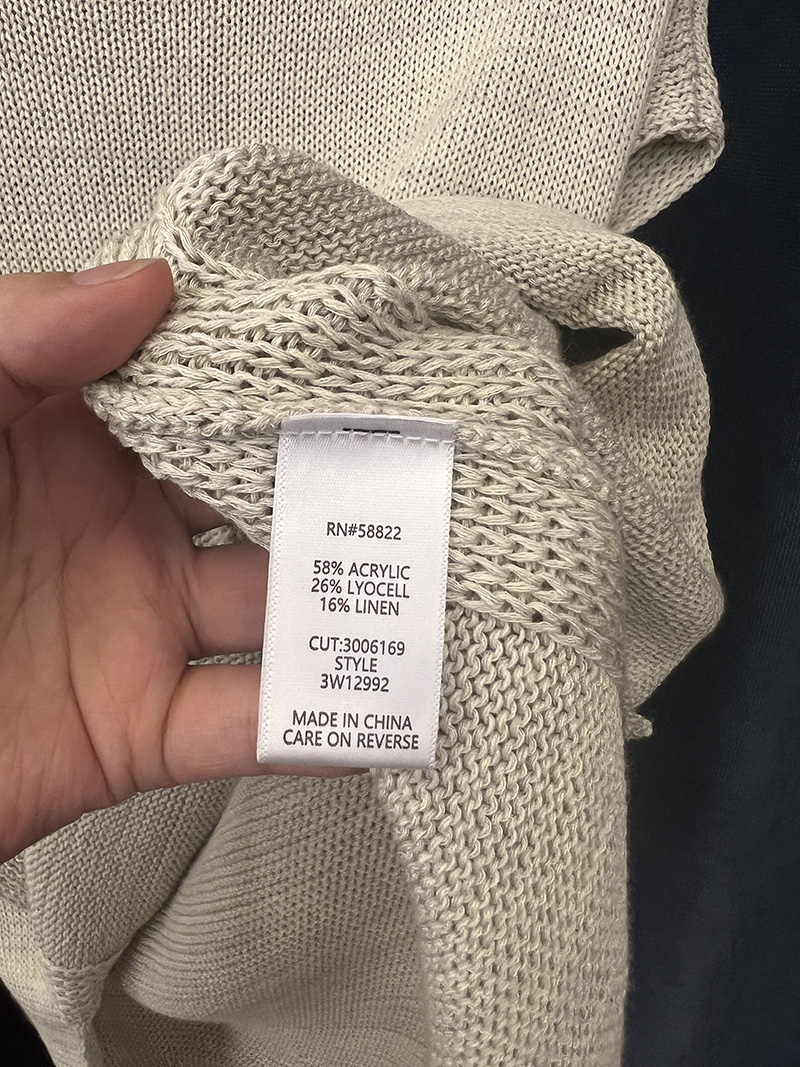 RN#58822
58% ACRYLIC
26% LYOCELL
16% LINEN
CUT:3006169
STYLE
3W12992
MADE IN CHINA
CARE ON REVERSE